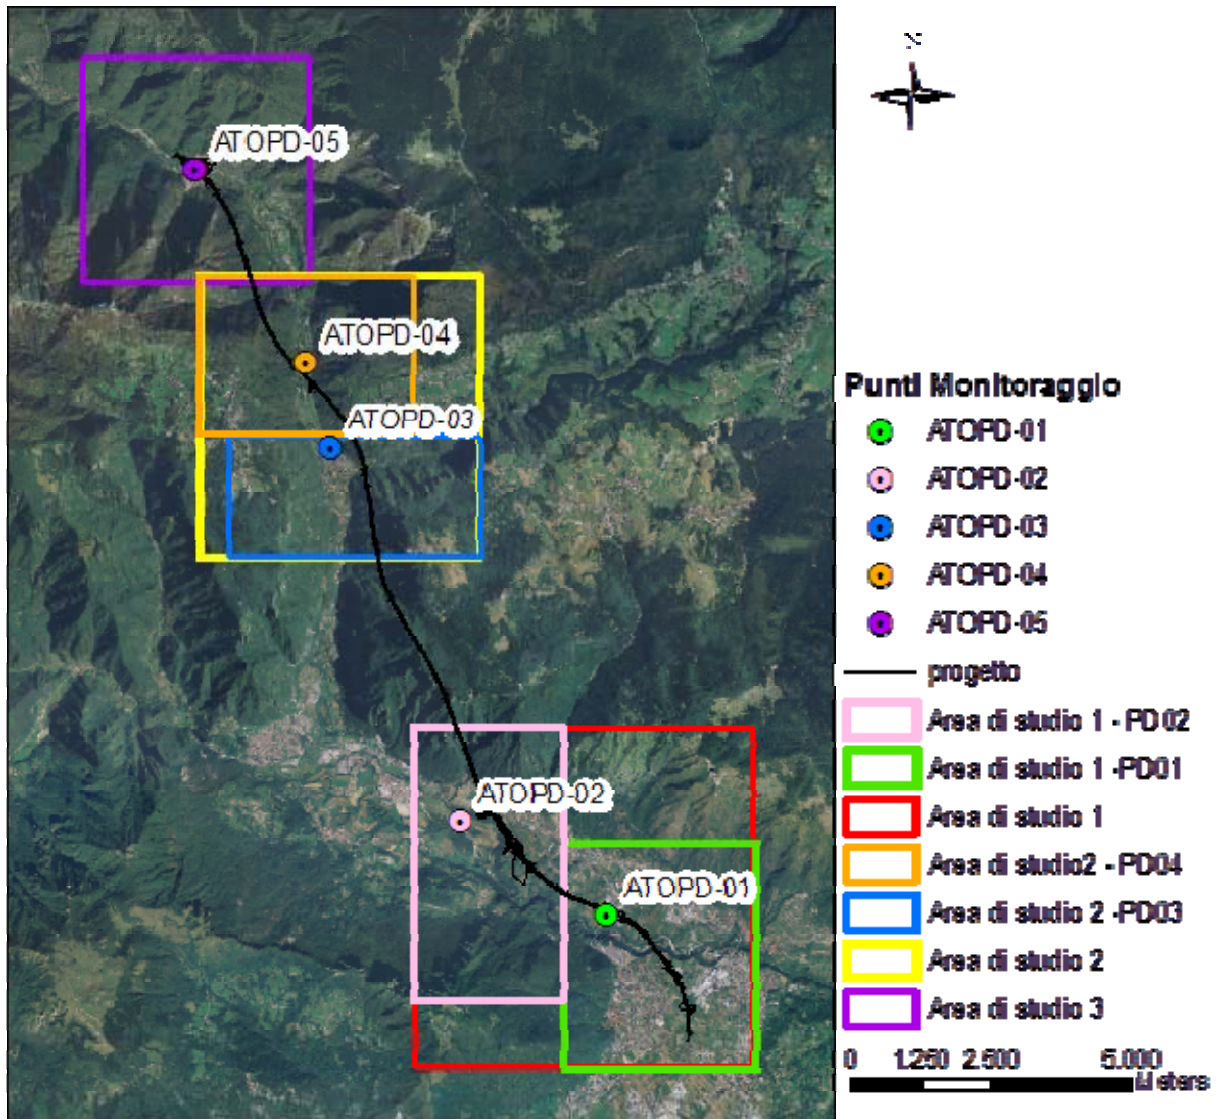 ATOPD-05
ATOPD-04
ATOPD-03
ATOPD-02
ATOPD-01
N
Punti Monitoraggio
ATOPD-01
ATOPD-02
ATOPD-03
ATOPD-04
ATOPD-05
progetto
Area di studio 1 - PD02
Area di studio 1 -PD01
Area di studio 1
Area di studio2 - PD04
Area di studio 2 -PD03
Area di studio 2
Area di studio 3
0 1.250 2.500 5.000
Meters